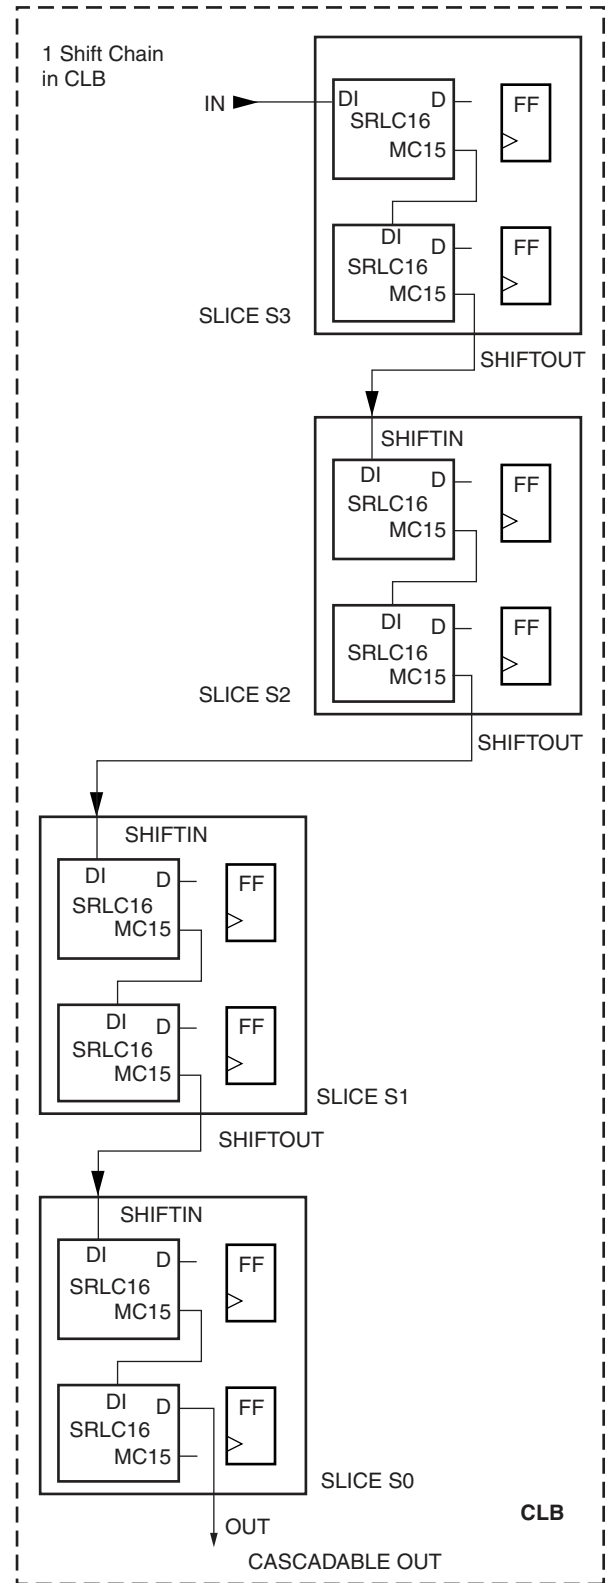 1 Shift Chain
in CLB
IN
DI
D
SRLC16
MC15
FF
DI
D
SRLC16
MC15
FF
SLICE S3
SHIFTOUT
SHIFTIN
DI
D
SRLC16
MC15
FF
DI
D
SRLC16
MC15
FF
SLICE S2
SHIFTOUT
SHIFTIN
DI
D
SRLC16
MC15
FF
DI
D
SRLC16
MC15
FF
SLICE S1
SHIFTOUT
SHIFTIN
DI
D
SRLC16
MC15
FF
DI
D
SRLC16
MC15
FF
SLICE S0
OUT
CLB
CASCADABLE OUT